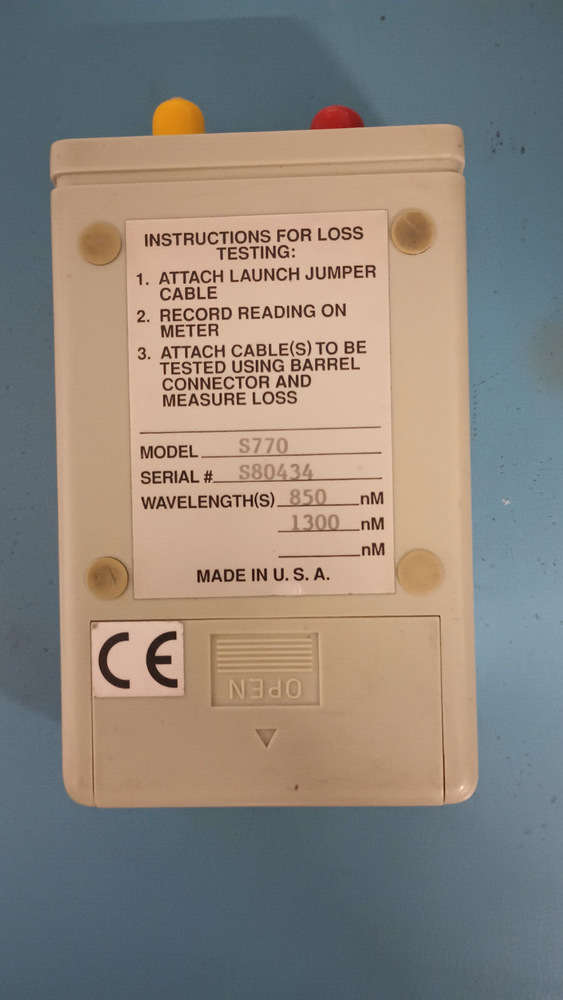 INSTRUCTIONS FOR LOSS
TESTING:
1. ATTACH LAUNCH JUMPER
CABLE
2. RECORD READING ON
METER
3. ATTACH CABLE(S) TO BE
TESTED USING BARREL
CONNECTOR AND
MEASURE LOSS
MODEL S770
SERIAL # S80434
WAVELENGTH(S) 850 nM
1300 nM
nM
MADE IN U. S. A.
CE
OPEN